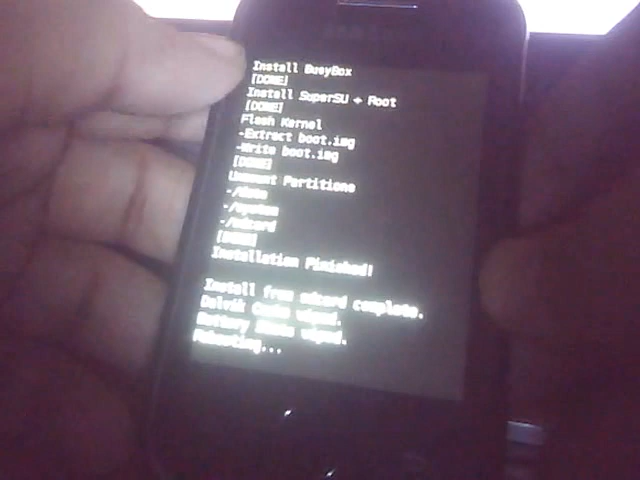 SAMSUNG
Install BusyBox
[DONE]
Install SuperSU + Root
[DONE]
Flash Kernel
-Extract boot.img
-Write boot.img
[DONE]
Unmount Partitions
-/data
-/system
-/sdcard
[DONE]
Installation Finished!
Install from sdcard complete.
Dalvik Cache wiped.
Battery Stats wiped.
Rebooting...